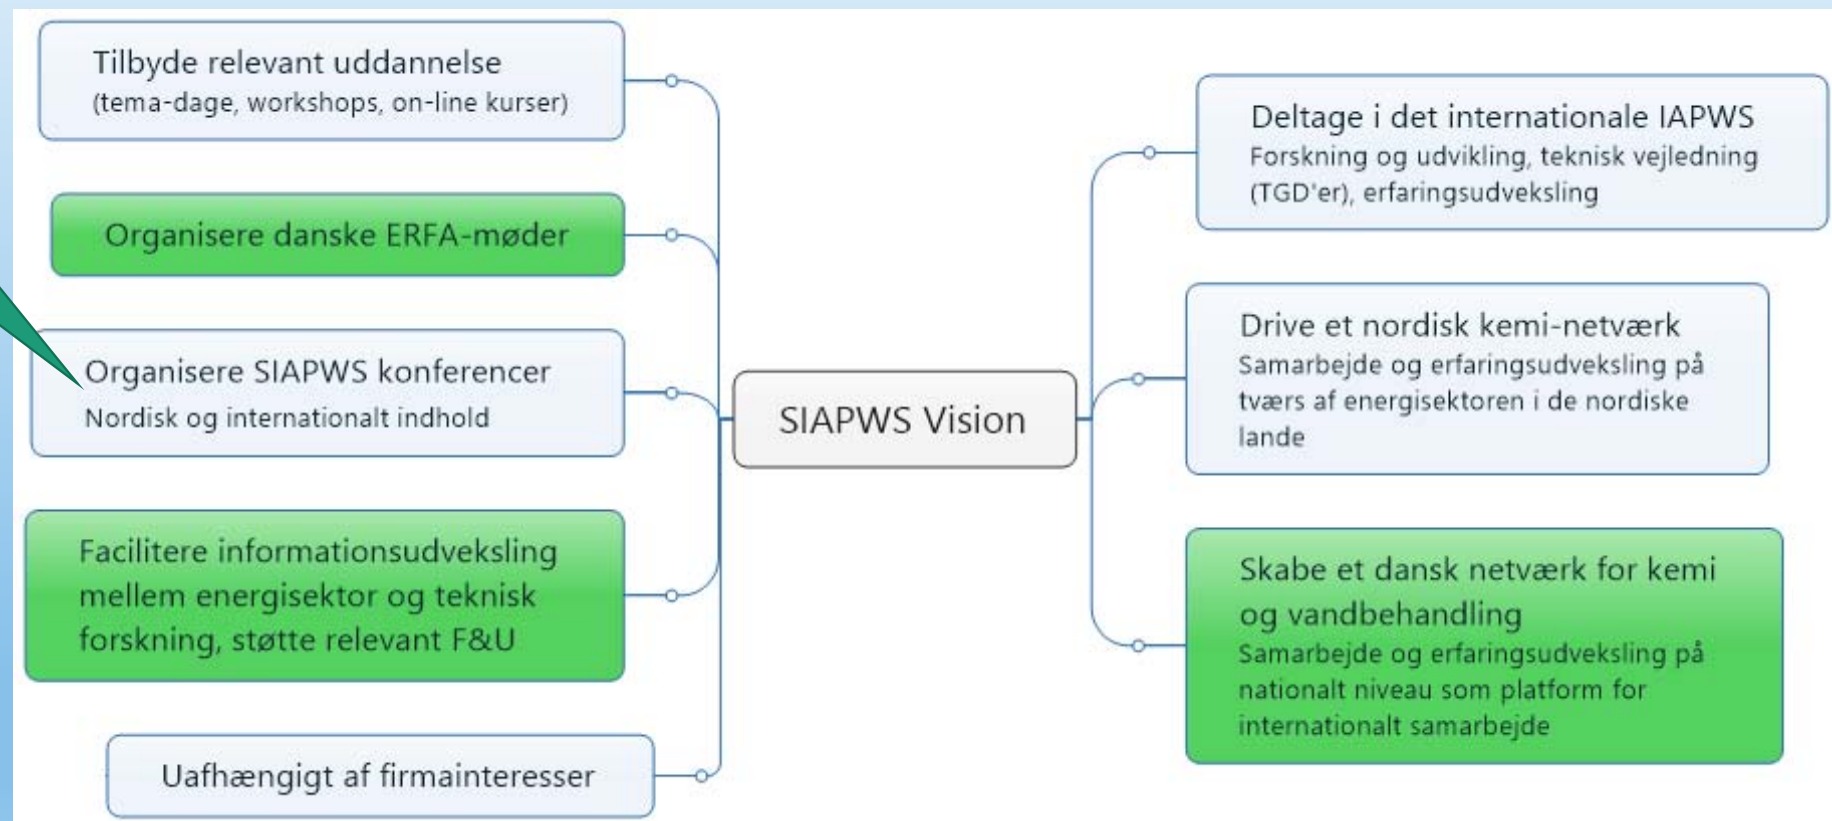 Tilbyde relevant uddannelse
(tema-dage, workshops, on-line kurser)
Organisere danske ERFA-møder
Organisere SIAPWS konferencer
Nordisk og internationalt indhold
Facilitere informationsudveksling
mellem energisektor og teknisk
forskning, støtte relevant F&U
Uafhængigt af firmainteresser
SIAPWS Vision
Deltage i det internationale IAPWS
Forskning og udvikling, teknisk vejledning
(TGD'er), erfaringsudveksling
Drive et nordisk kemi-netværk
Samarbejde og erfaringsudveksling på
tværs af energisektoren i de nordiske
lande
Skabe et dansk netværk for kemi
og vandbehandling
Samarbejde og erfaringsudveksling på
nationalt niveau som platform for
internationalt samarbejde